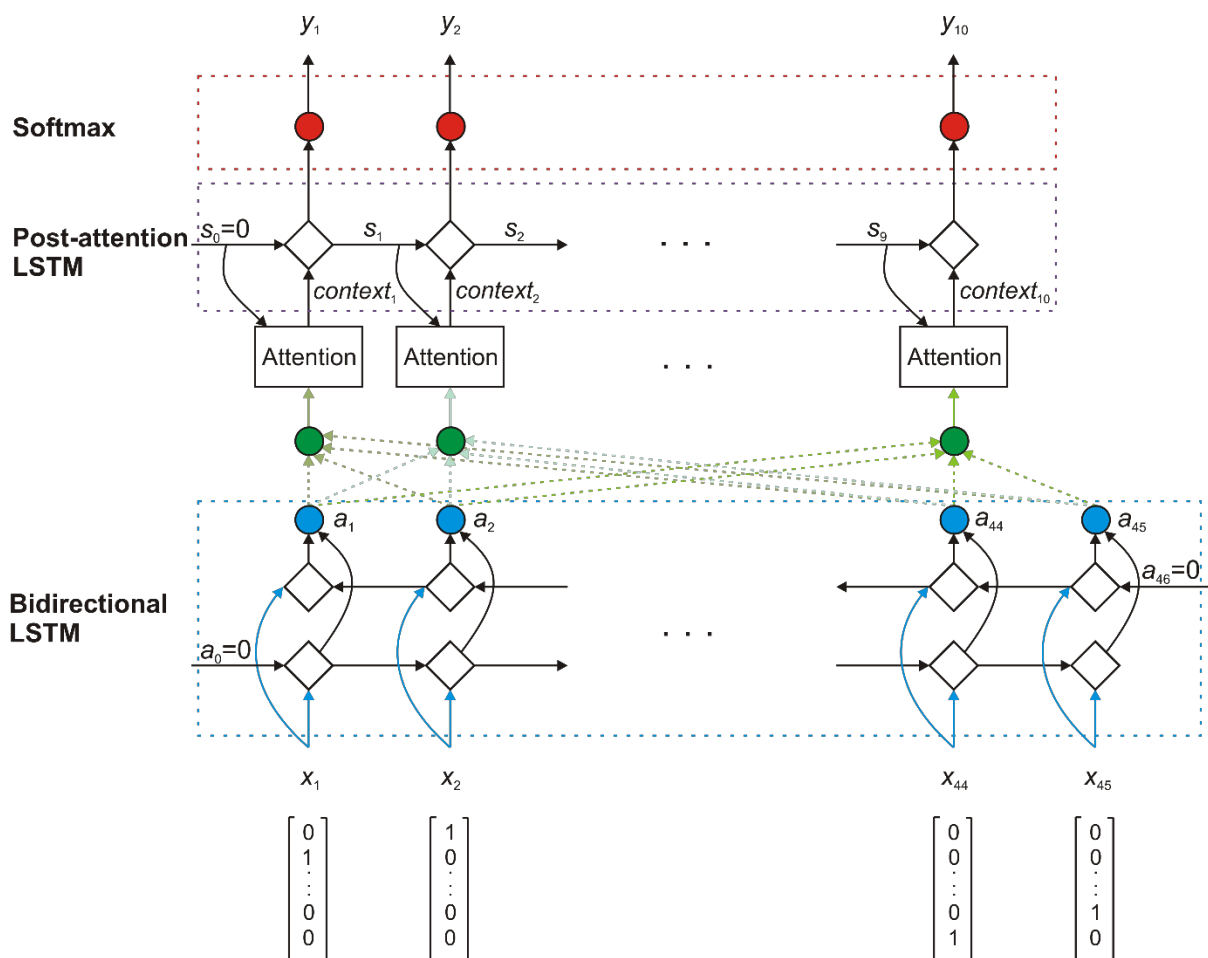 y₁ y₂ y₁₀
Softmax
Post-attention
LSTM
s₀=0 s₁ s₂ . . . s₉
context₁ context₂ context₁₀
Attention Attention . . . Attention
a₁ a₂ a₄₄ a₄₅
a₄₆=0
Bidirectional
LSTM
. . .
a₀=0
x₁ x₂ x₄₄ x₄₅
0 1 0 0
1 0 0 0
: : : : : : : :
0 0 0 1
0 0 1 0